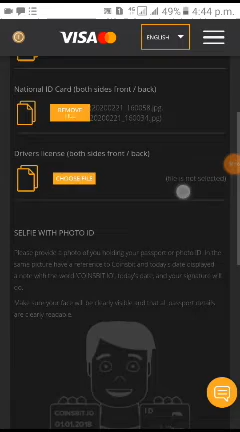 49% 4:44 p.m.
VISA
ENGLISH
National ID Card (both sides front / back)
REMOVE
20200221_160058.jpg,
20200221_160034.jpg)
Drivers license (both sides front / back)
CHOOSE FILE
(file is not selected)
SELFIE WITH PHOTO ID
Please provide a photo of you holding your passport or photo ID. In
the same picture have a reference to Coinsbit and today's date displayed
a note with the word 'COINSBIT.IO', today's date and your signature will
do.
Make sure your face will be clearly visible and that all passport details
are clearly readable.
COINSBIT.IO
01.01.2018
ID